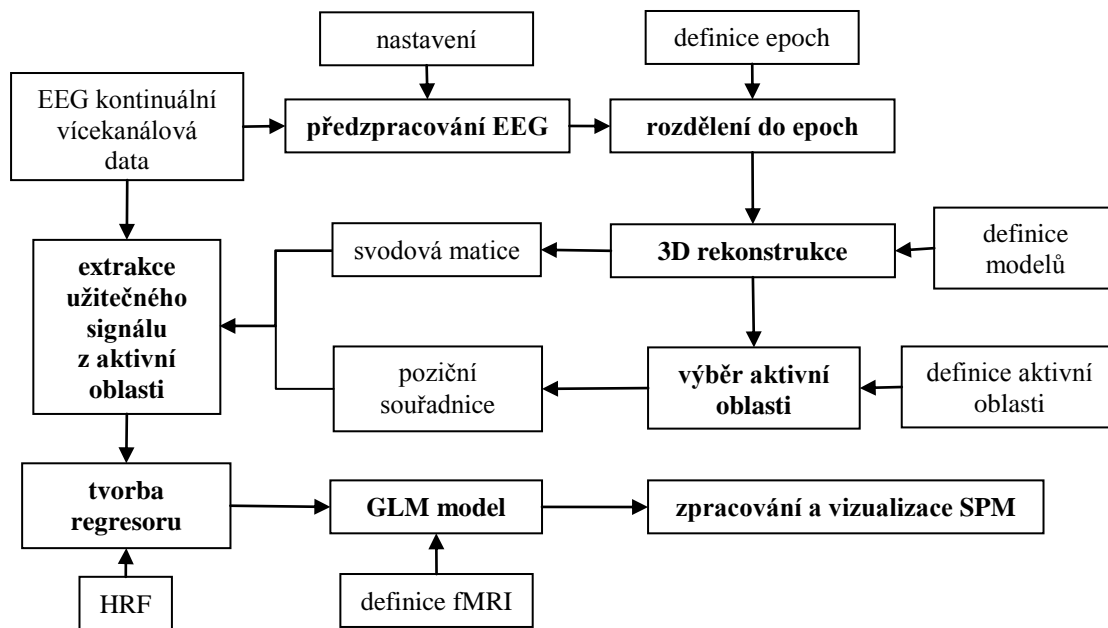 nastavení
definice epoch
EEG kontinuální
vícekanálová
data
předzpracování EEG
rozdělení do epoch
extrakce
užitečného
signálu
z aktivní
oblasti
svodová matice
3D rekonstrukce
definice
modelů
poziční
souřadnice
výběr aktivní
oblasti
definice aktivní
oblasti
tvorba
regresoru
GLM model
zpracování a vizualizace SPM
HRF
definice fMRI